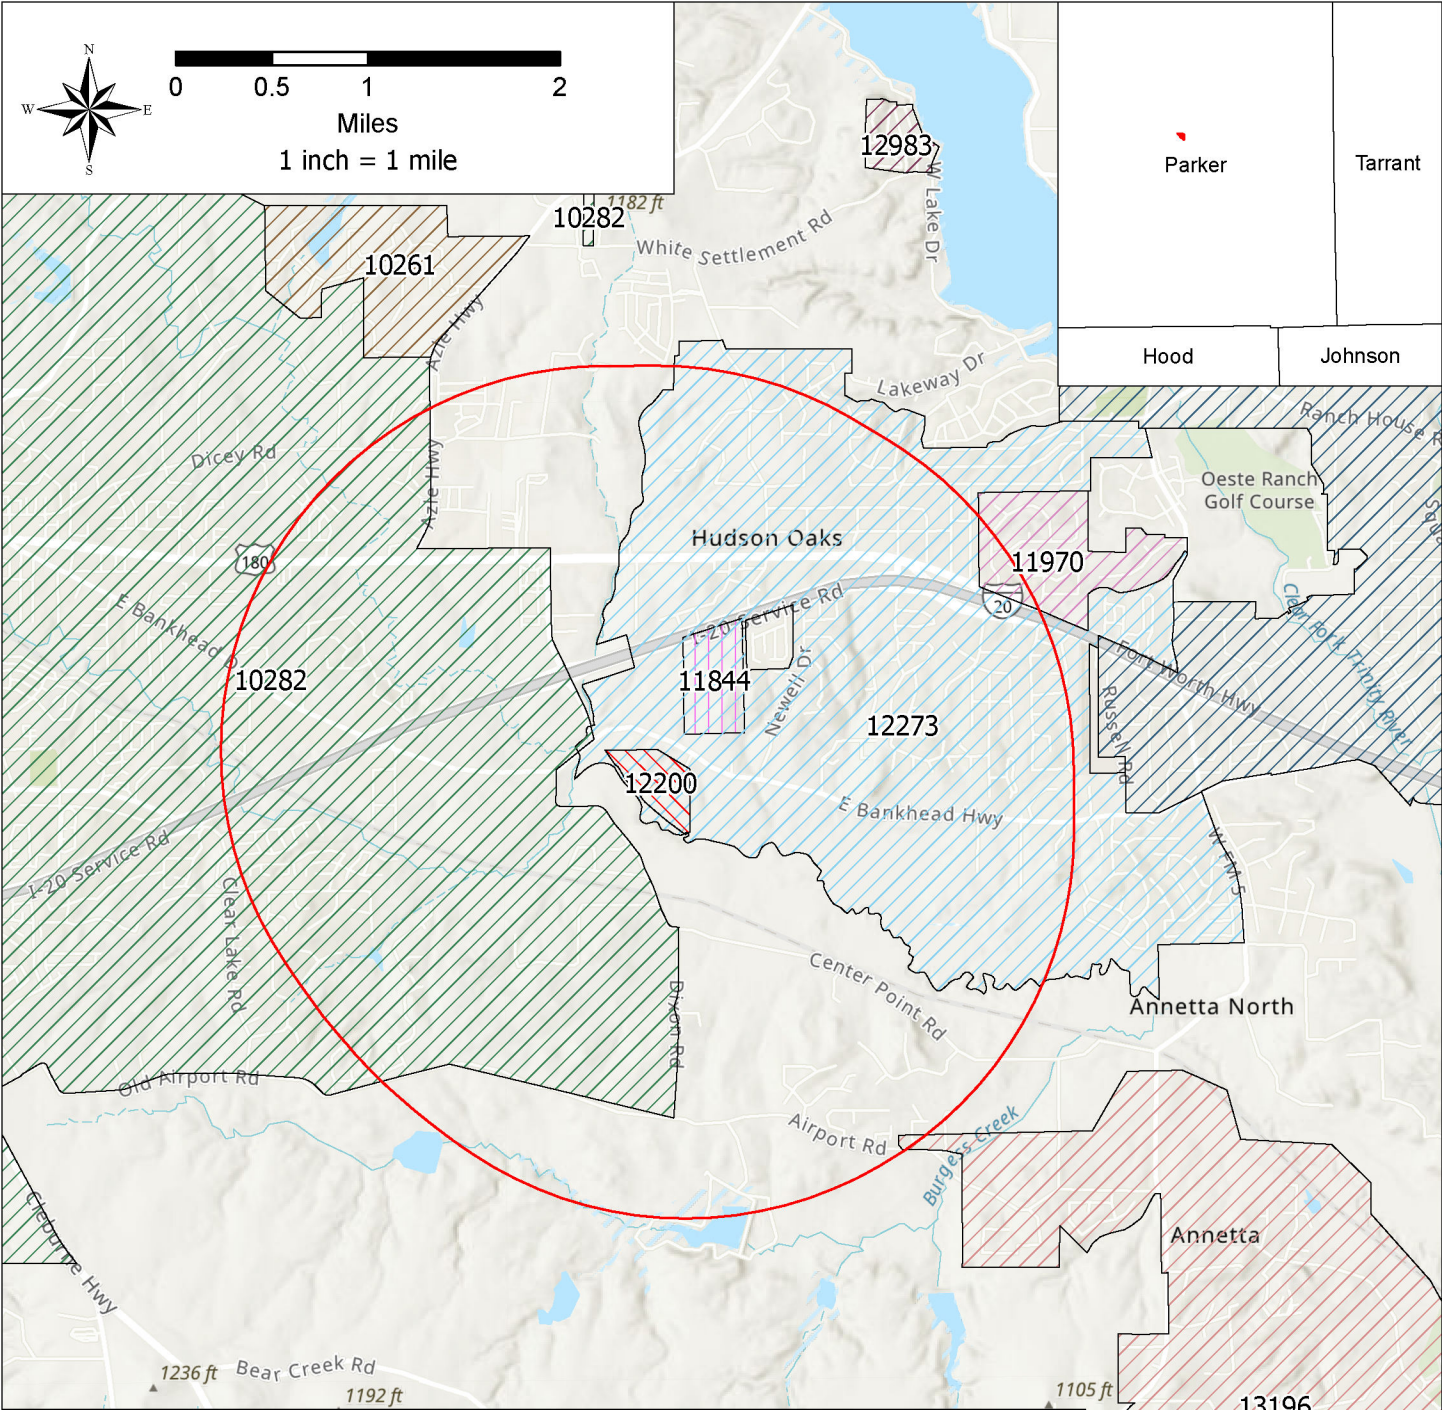 N
W
E
S
0
0.5
1
2
Miles
1 inch = 1 mile
Parker
Tarrant
Hood
Johnson
12983
W Lake Dr
10282
1182 ft
White Settlement Rd
10261
Azle Hwy
Lakeway Dr
Ranch House R
Dicey Rd
Azle Hwy
Oeste Ranch
Golf Course
Hudson Oaks
180
11970
20
I-20 Service Rd
E Bankhead D
Clear Fork Trinity River
10282
11844
Newell Dr
Fort Worth Hwy
Russell Rd
12273
12200
E Bankhead Hwy
I-20 Service Rd
W FM 5
Clear Lake Rd
Center Point Rd
Dixon Rd
Annetta North
Old Airport Rd
Airport Rd
Burgess Creek
Cleburne Hwy
Annetta
1236 ft
Bear Creek Rd
1192 ft
1105 ft
13196